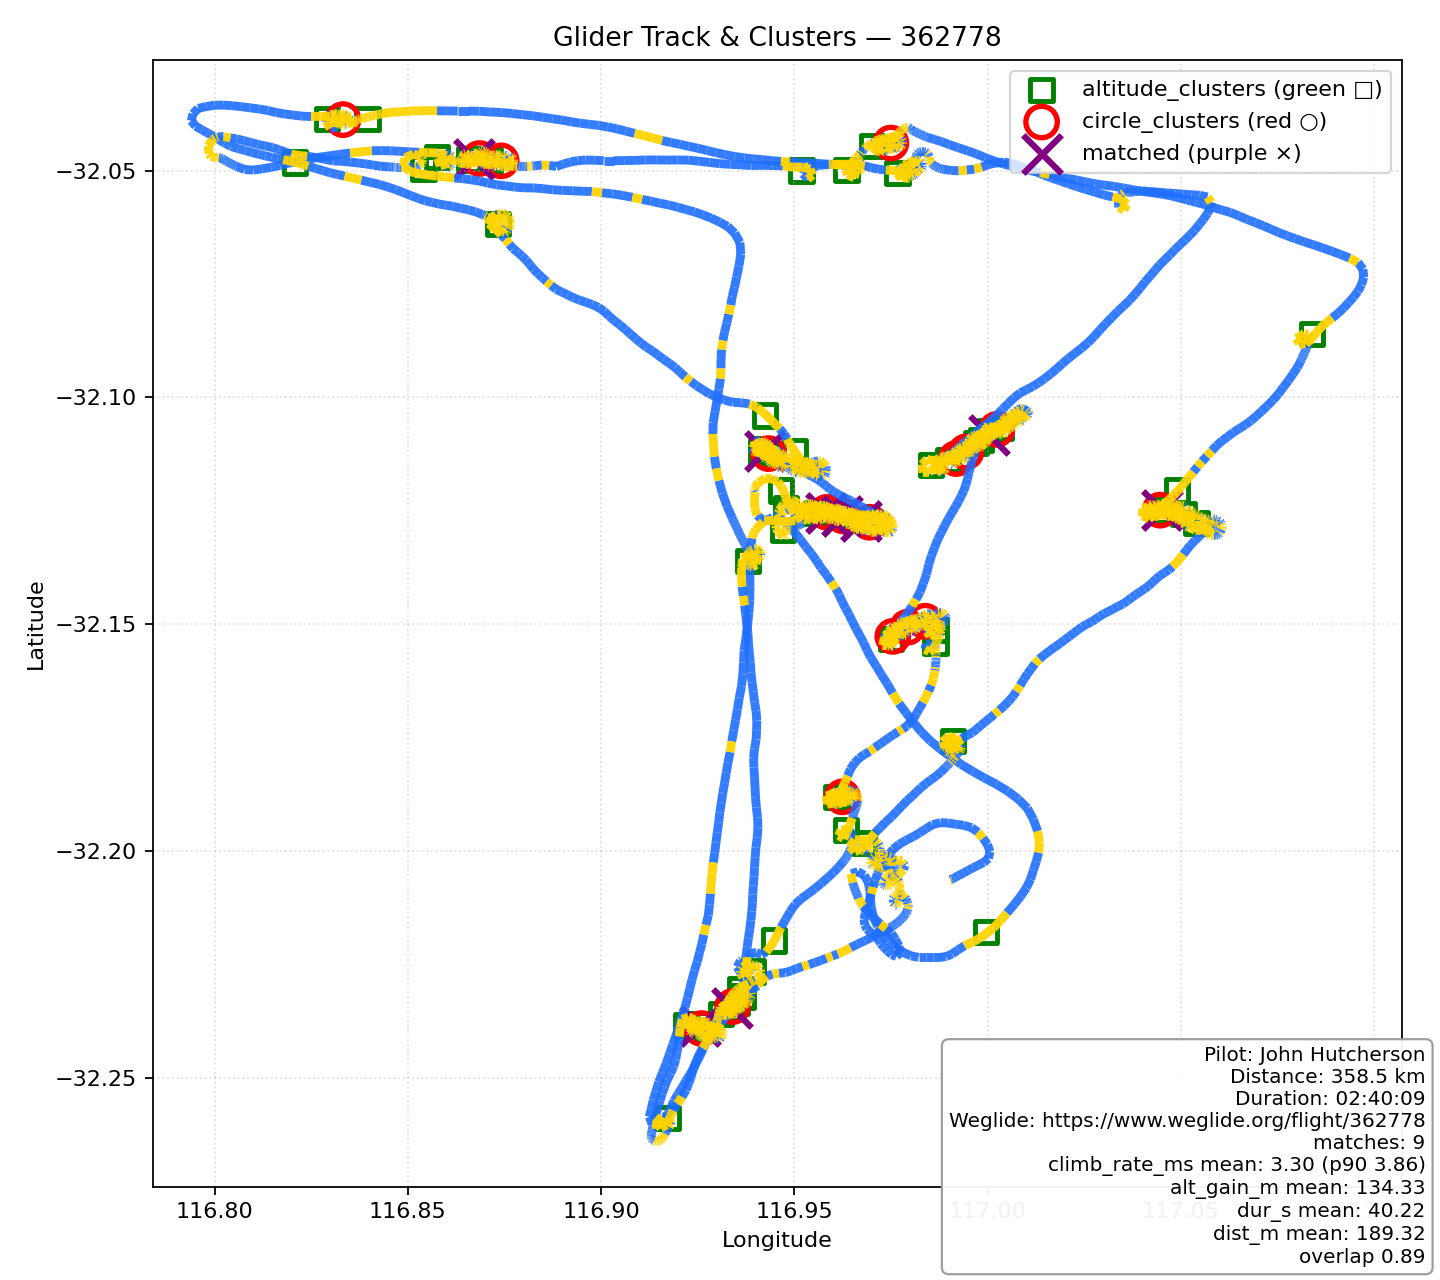 Glider Track & Clusters — 362778
altitude_clusters (green □)
circle_clusters (red ○)
matched (purple ×)
−32.05
−32.10
−32.15
−32.20
−32.25
Latitude
116.80
116.85
116.90
116.95
117.00
117.05
Longitude
Pilot: John Hutcherson
Distance: 358.5 km
Duration: 02:40:09
Weglide: https://www.weglide.org/flight/362778
matches: 9
climb_rate_ms mean: 3.30 (p90 3.86)
alt_gain_m mean: 134.33
dur_s mean: 40.22
dist_m mean: 189.32
overlap 0.89